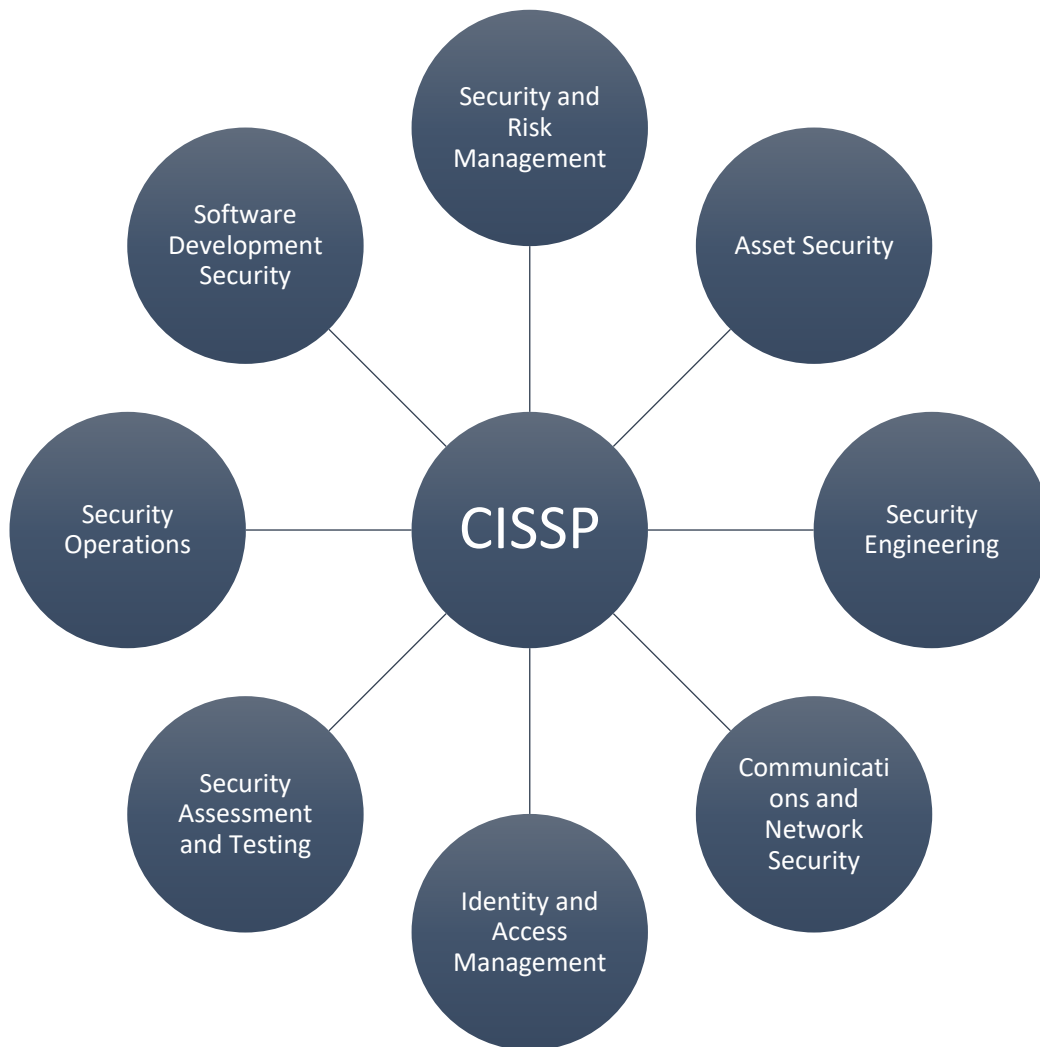 Security and
Risk
Management
Asset Security
Security
Engineering
Communicati
ons and
Network
Security
Identity and
Access
Management
Security
Assessment
and Testing
Security
Operations
Software
Development
Security
CISSP